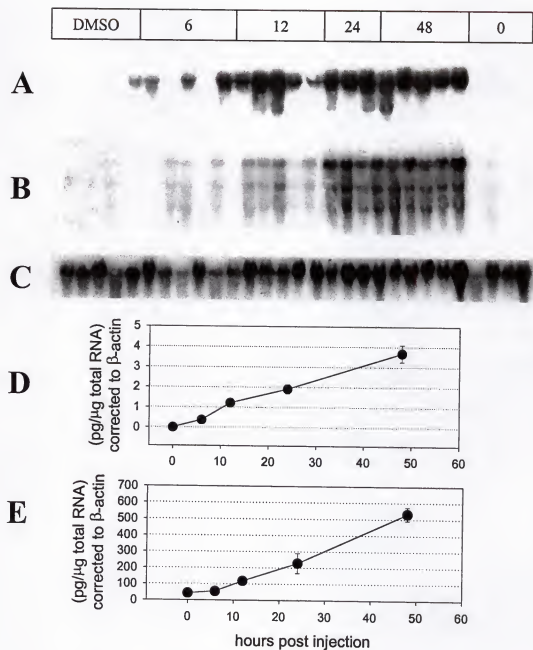 DMSO 6 12 24 48 0
A
B
C
D
(pg/µg total RNA)
corrected to β-actin
5
4
3
2
1
0
0 10 20 30 40 50 60
E
(pg/µg total RNA)
corrected to β-actin
700
600
500
400
300
200
100
0
0 10 20 30 40 50 60
hours post injection